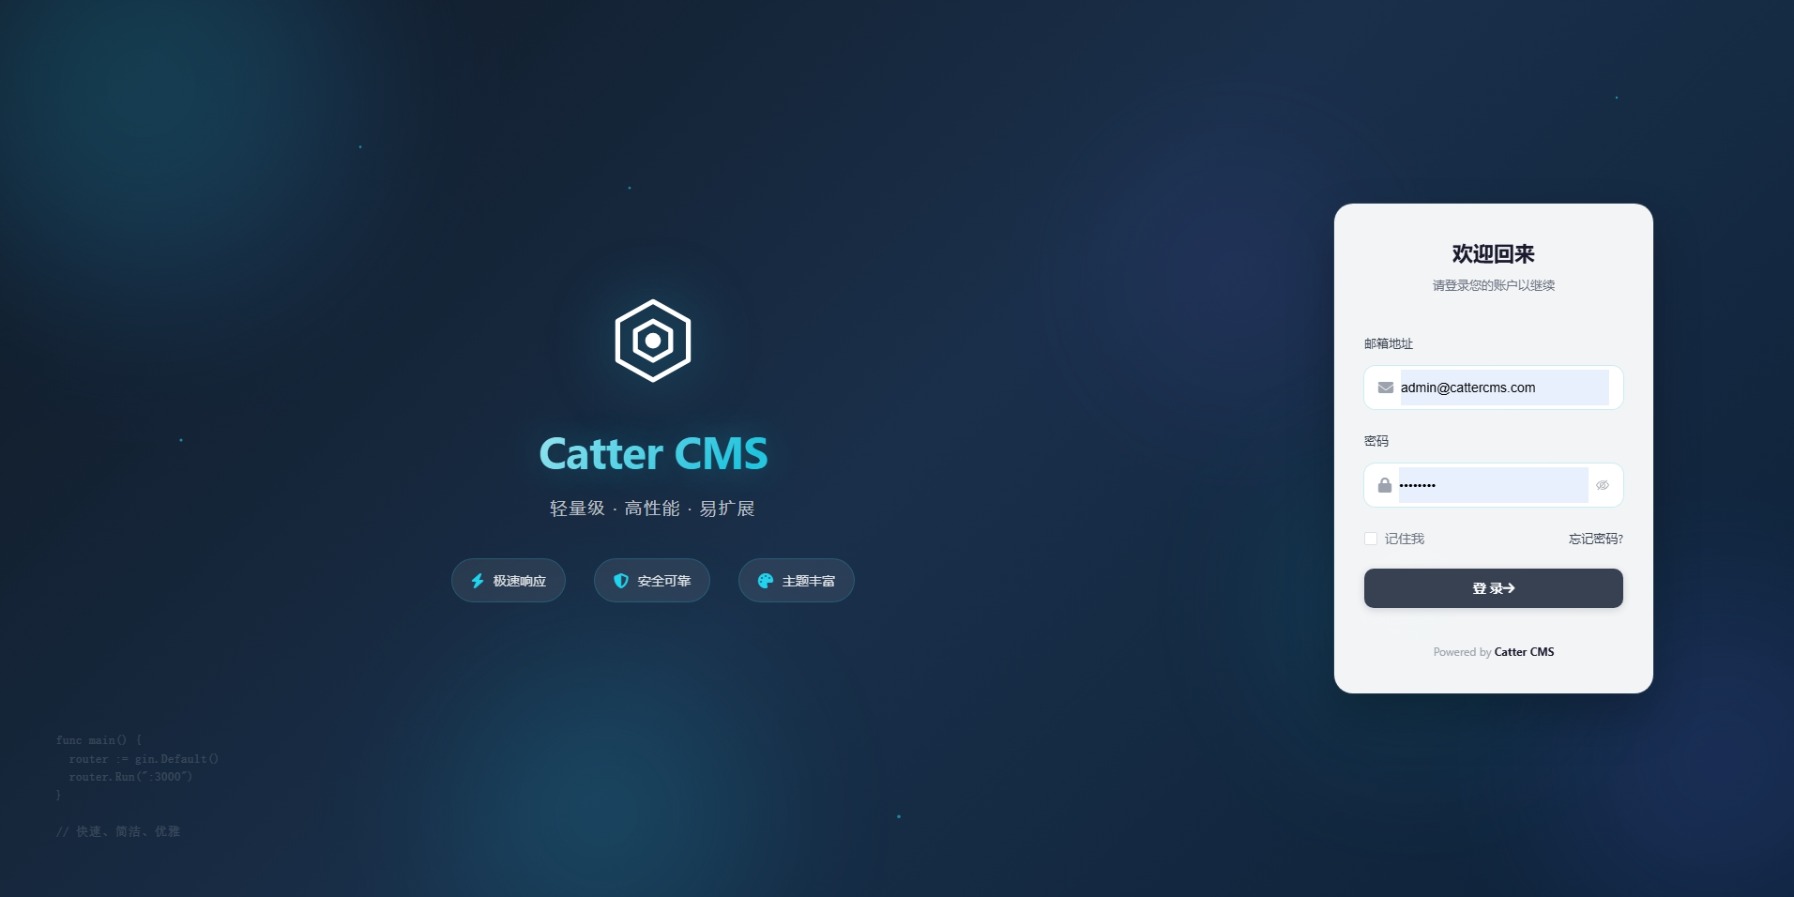 Catter CMS
轻量级 · 高性能 · 易扩展
极速响应
安全可靠
主题丰富
func main() {
  router := gin.Default()
  router.Run(":3000")
}
// 快速、简洁、优雅
欢迎回来
请登录您的账户以继续
邮箱地址
admin@cattercms.com
密码
••••••••
记住我
忘记密码?
登 录→
Powered by Catter CMS